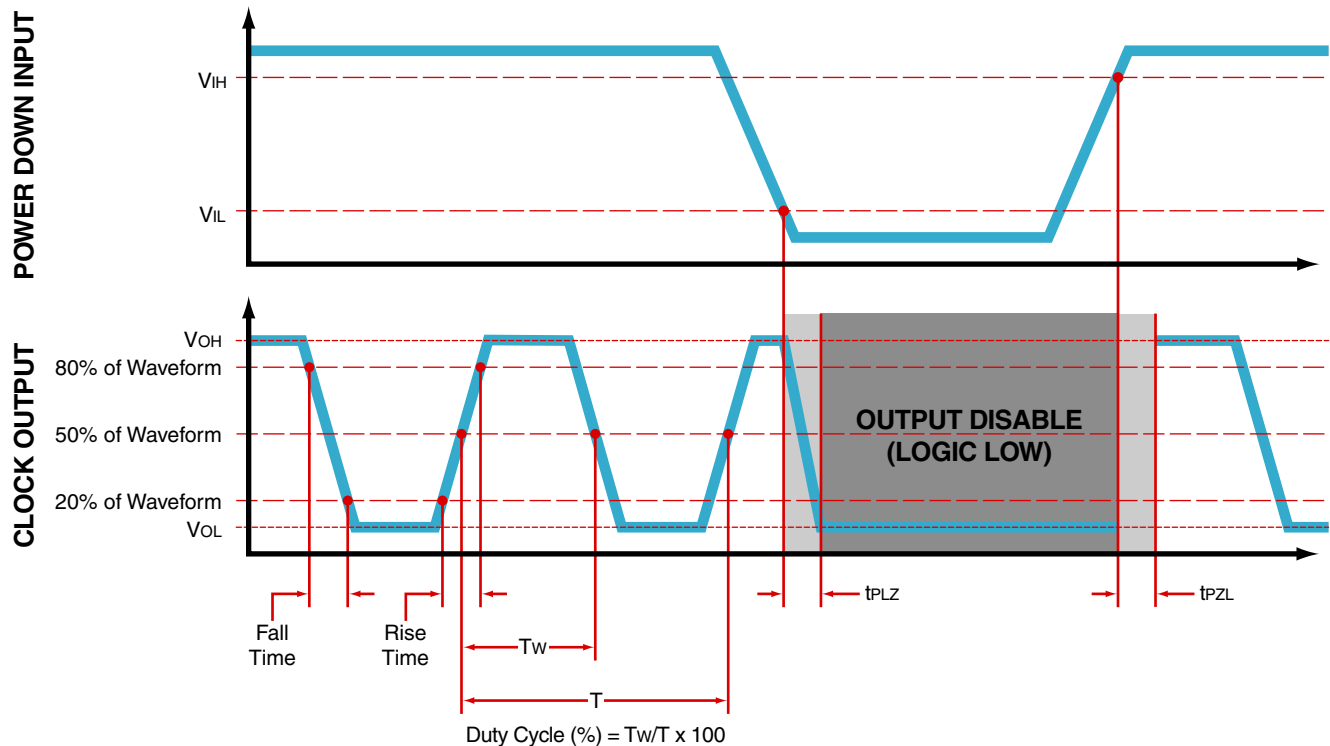 POWER DOWN INPUT
VIH
VIL
CLOCK OUTPUT
VOH
80% of Waveform
50% of Waveform
20% of Waveform
VOL
OUTPUT DISABLE
(LOGIC LOW)
tPLZ
tPZL
Fall
Time
Rise
Time
TW
T
Duty Cycle (%) = TW/T x 100